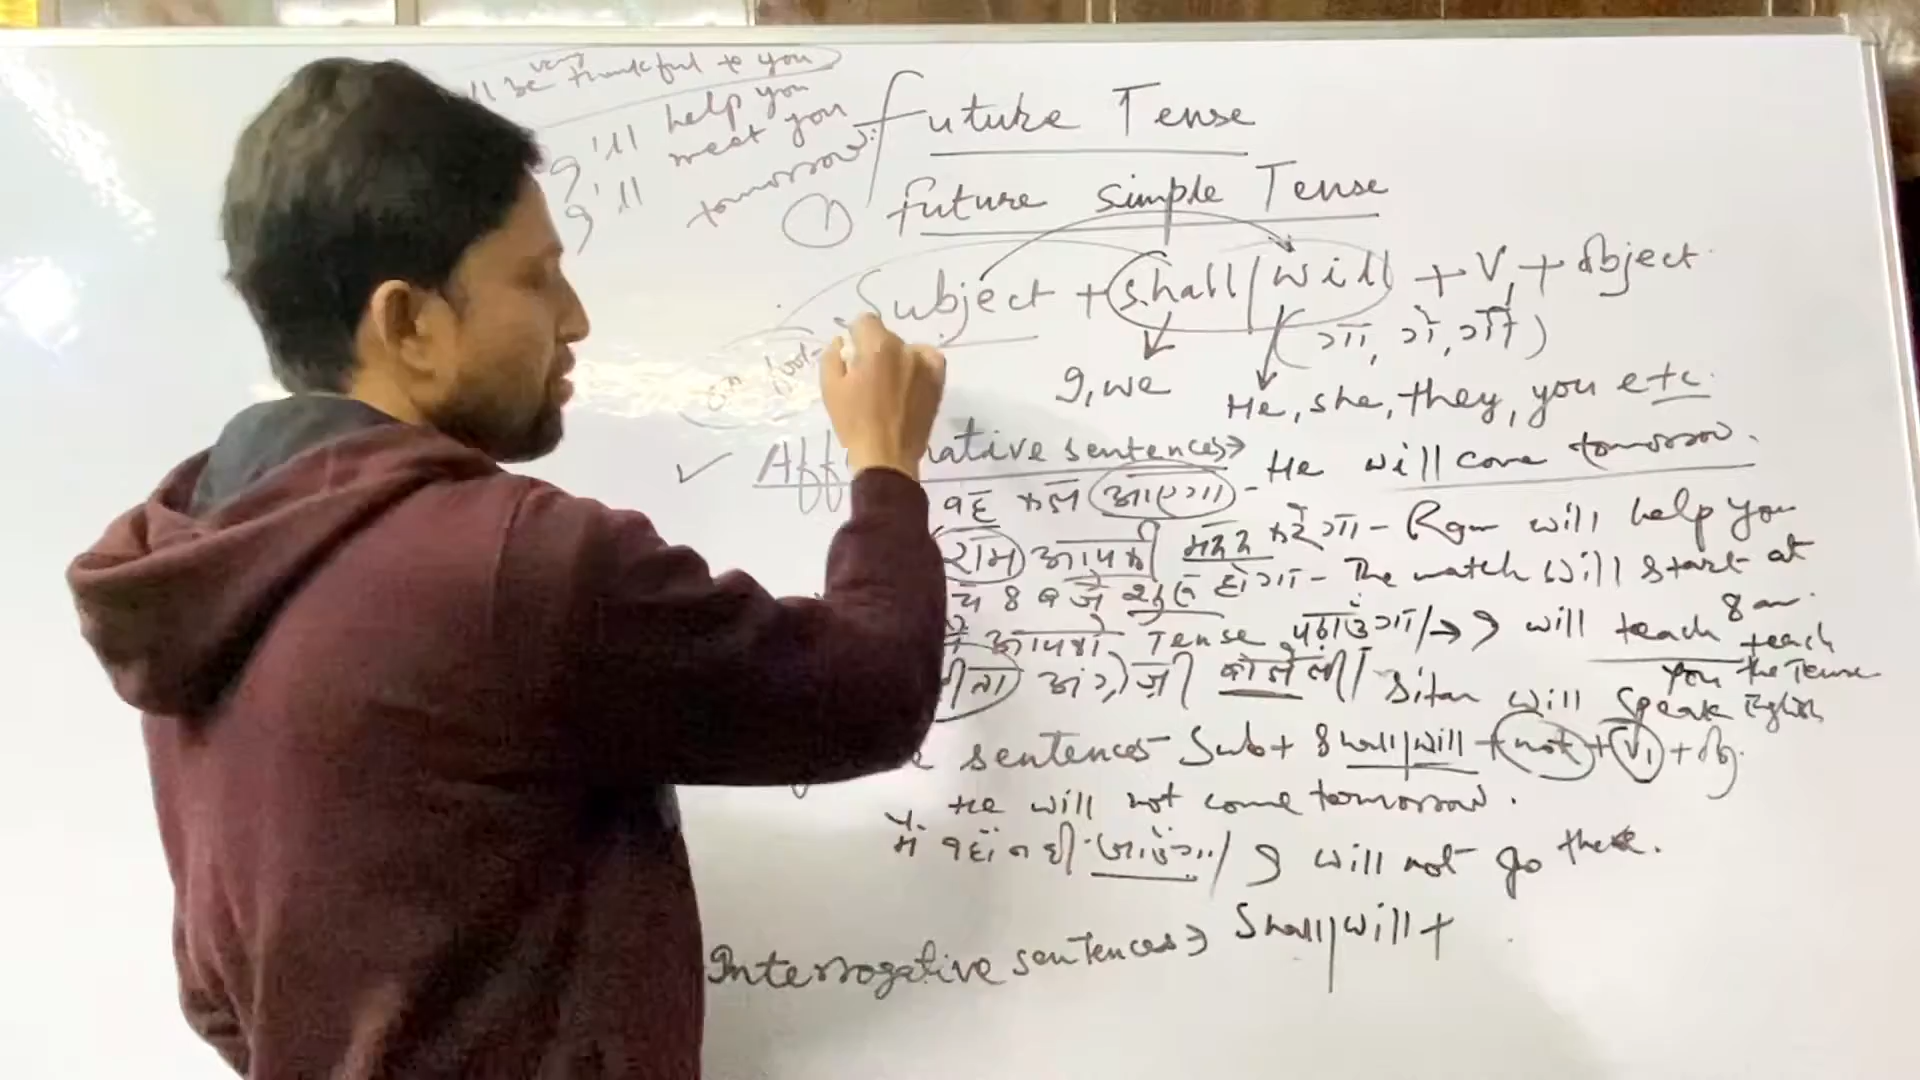 ll be very thankful to you
I'll help you
I'll meet you
tomorrow
Future Tense
① Future Simple Tense
Subject + shall/will + V1 + object
(गा, गे, गी)
I, we
He, she, they, you etc.
✓ Aff native sentences → He will come tomorrow.
वह कल आएगा -
राम आपकी मदद करेगा - Ram will help you
च 8 बजे शुरू होगा - The match will start at 8 am.
आपको Tense पढ़ाऊंगा / → I will teach
teach you the Tense
अंग्रेजी बोलेगी / Sitan will speak English
e sentences - Sub + Shall/will + not + V1 + obj.
He will not come tomorrow.
मैं वहां नहीं जाऊंगा / I will not go there.
Interrogative sentences → Shall/will +